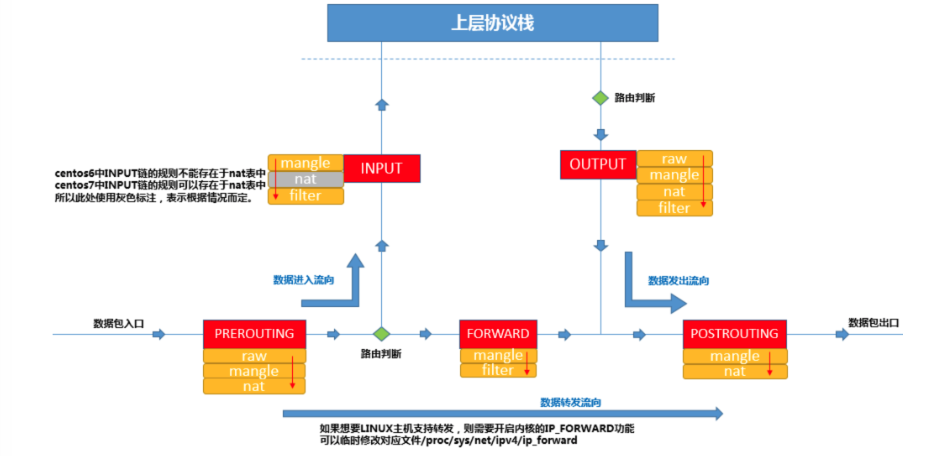 上层协议栈
路由判断
centos6中INPUT链的规则不能存在于nat表中
centos7中INPUT链的规则可以存在于nat表中
所以此处使用灰色标注，表示根据情况而定。
mangle
nat
filter
INPUT
OUTPUT
raw
mangle
nat
filter
数据进入流向
数据发出流向
数据包入口
PREROUTING
raw
mangle
nat
路由判断
FORWARD
mangle
filter
POSTROUTING
mangle
nat
数据包出口
数据转发流向
如果想要LINUX主机支持转发，则需要开启内核的IP_FORWARD功能
可以临时修改对应文件/proc/sys/net/ipv4/ip_forward